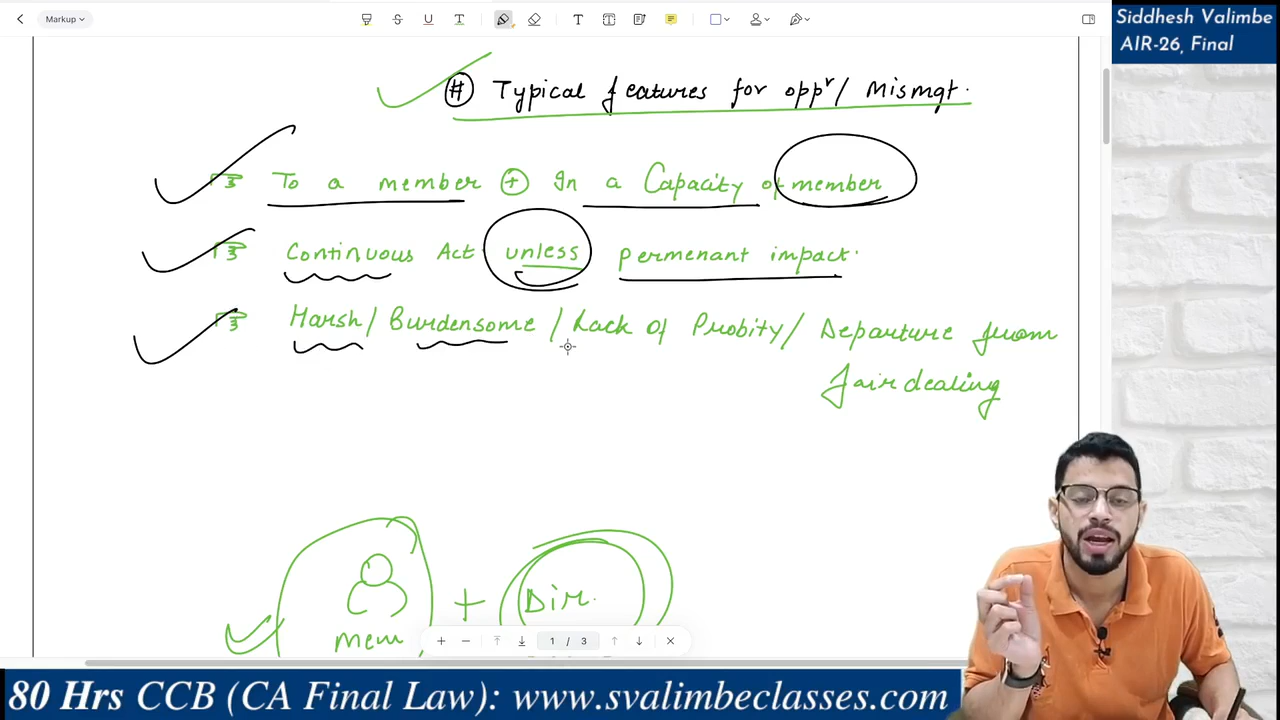 Markup
Siddhesh Valimbe
AIR-26, Final
# Typical features for oppr/ Mismgt.
To a member + In a Capacity of member
Continuous Act unless permenant impact.
Harsh/ Burdensome / Lack of Probity/ Departure from
fair dealing
+ Dir.
mem
1 / 3
80 Hrs CCB (CA Final Law): www.svalimbeclasses.com